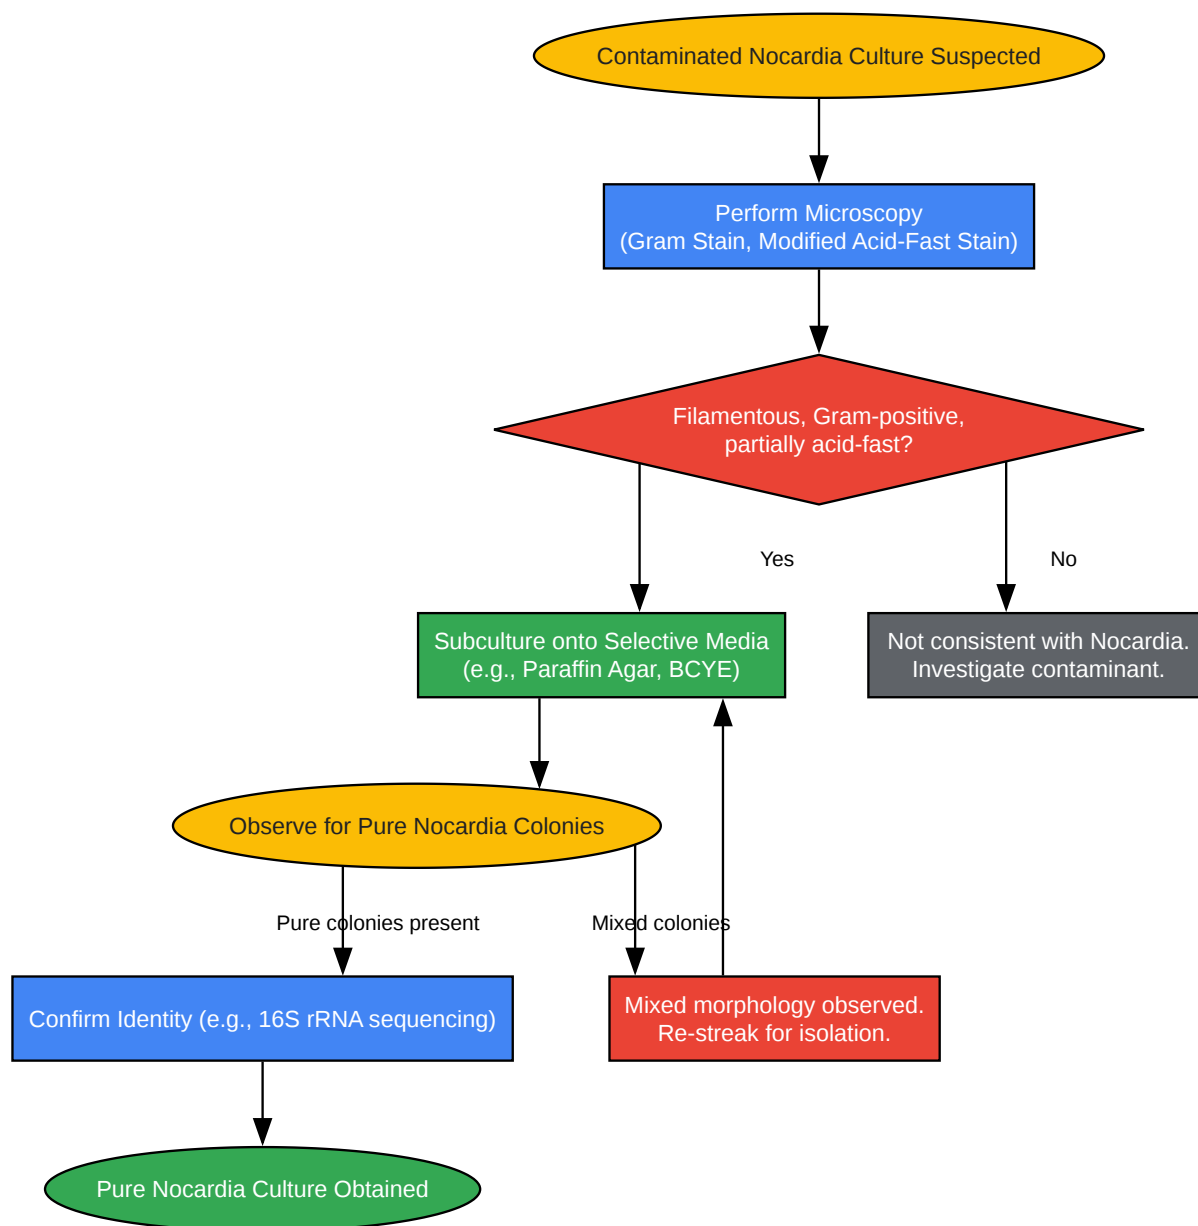 Contaminated Nocardia Culture Suspected
Perform Microscopy
(Gram Stain, Modified Acid-Fast Stain)
Filamentous, Gram-positive,
partially acid-fast?
Yes
No
Subculture onto Selective Media
(e.g., Paraffin Agar, BCYE)
Not consistent with Nocardia.
Investigate contaminant.
Observe for Pure Nocardia Colonies
Pure colonies present
Mixed colonies
Confirm Identity (e.g., 16S rRNA sequencing)
Mixed morphology observed.
Re-streak for isolation.
Pure Nocardia Culture Obtained